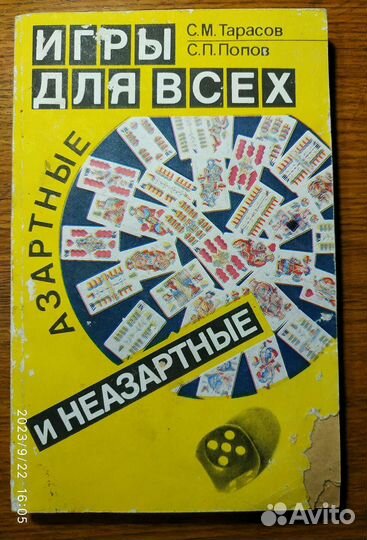 С.М. Тарасов
С.П. Попов
ИГРЫ
ДЛЯ ВСЕХ
АЗАРТНЫЕ
И НЕАЗАРТНЫЕ
2023/9/22 16:05
Avito